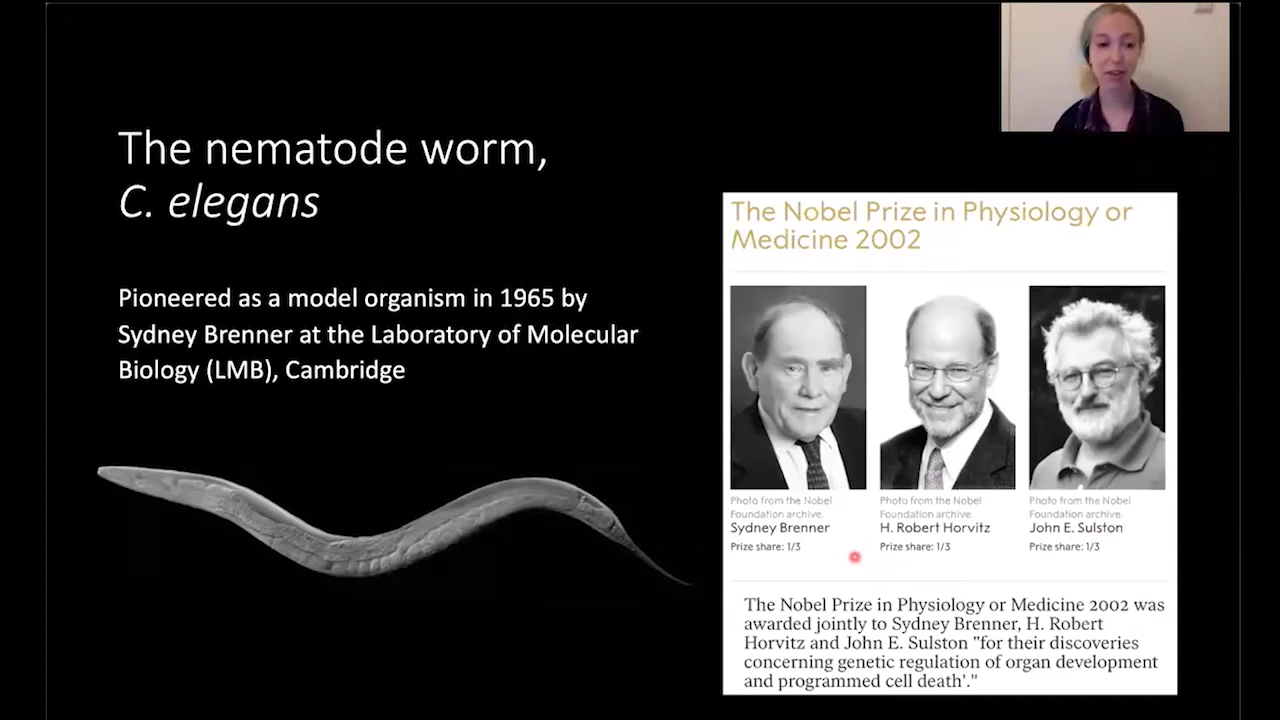 The nematode worm,
C. elegans
Pioneered as a model organism in 1965 by
Sydney Brenner at the Laboratory of Molecular
Biology (LMB), Cambridge
The Nobel Prize in Physiology or
Medicine 2002
Photo from the Nobel
Foundation archive.
Sydney Brenner
Prize share: 1/3
Photo from the Nobel
Foundation archive.
H. Robert Horvitz
Prize share: 1/3
Photo from the Nobel
Foundation archive.
John E. Sulston
Prize share: 1/3
The Nobel Prize in Physiology or Medicine 2002 was
awarded jointly to Sydney Brenner, H. Robert
Horvitz and John E. Sulston "for their discoveries
concerning genetic regulation of organ development
and programmed cell death'."